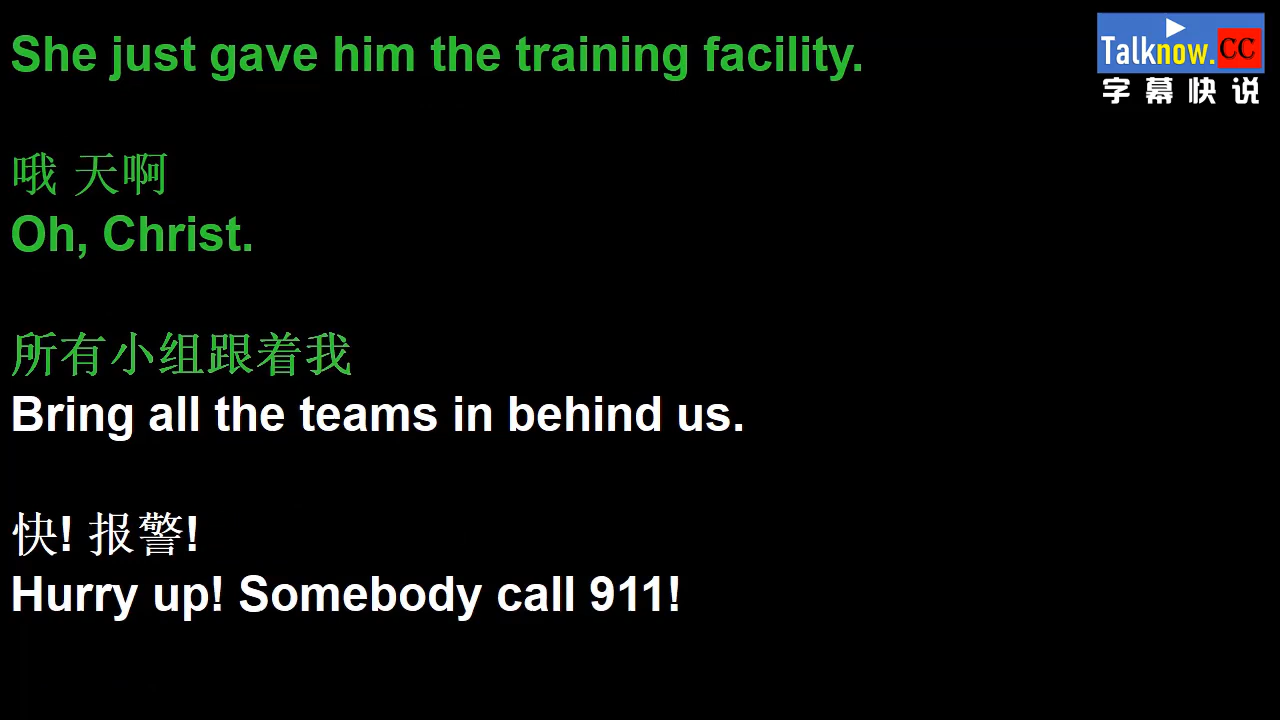 She just gave him the training facility.
Talknow.CC
字幕快说
哦 天啊
Oh, Christ.
所有小组跟着我
Bring all the teams in behind us.
快! 报警!
Hurry up! Somebody call 911!